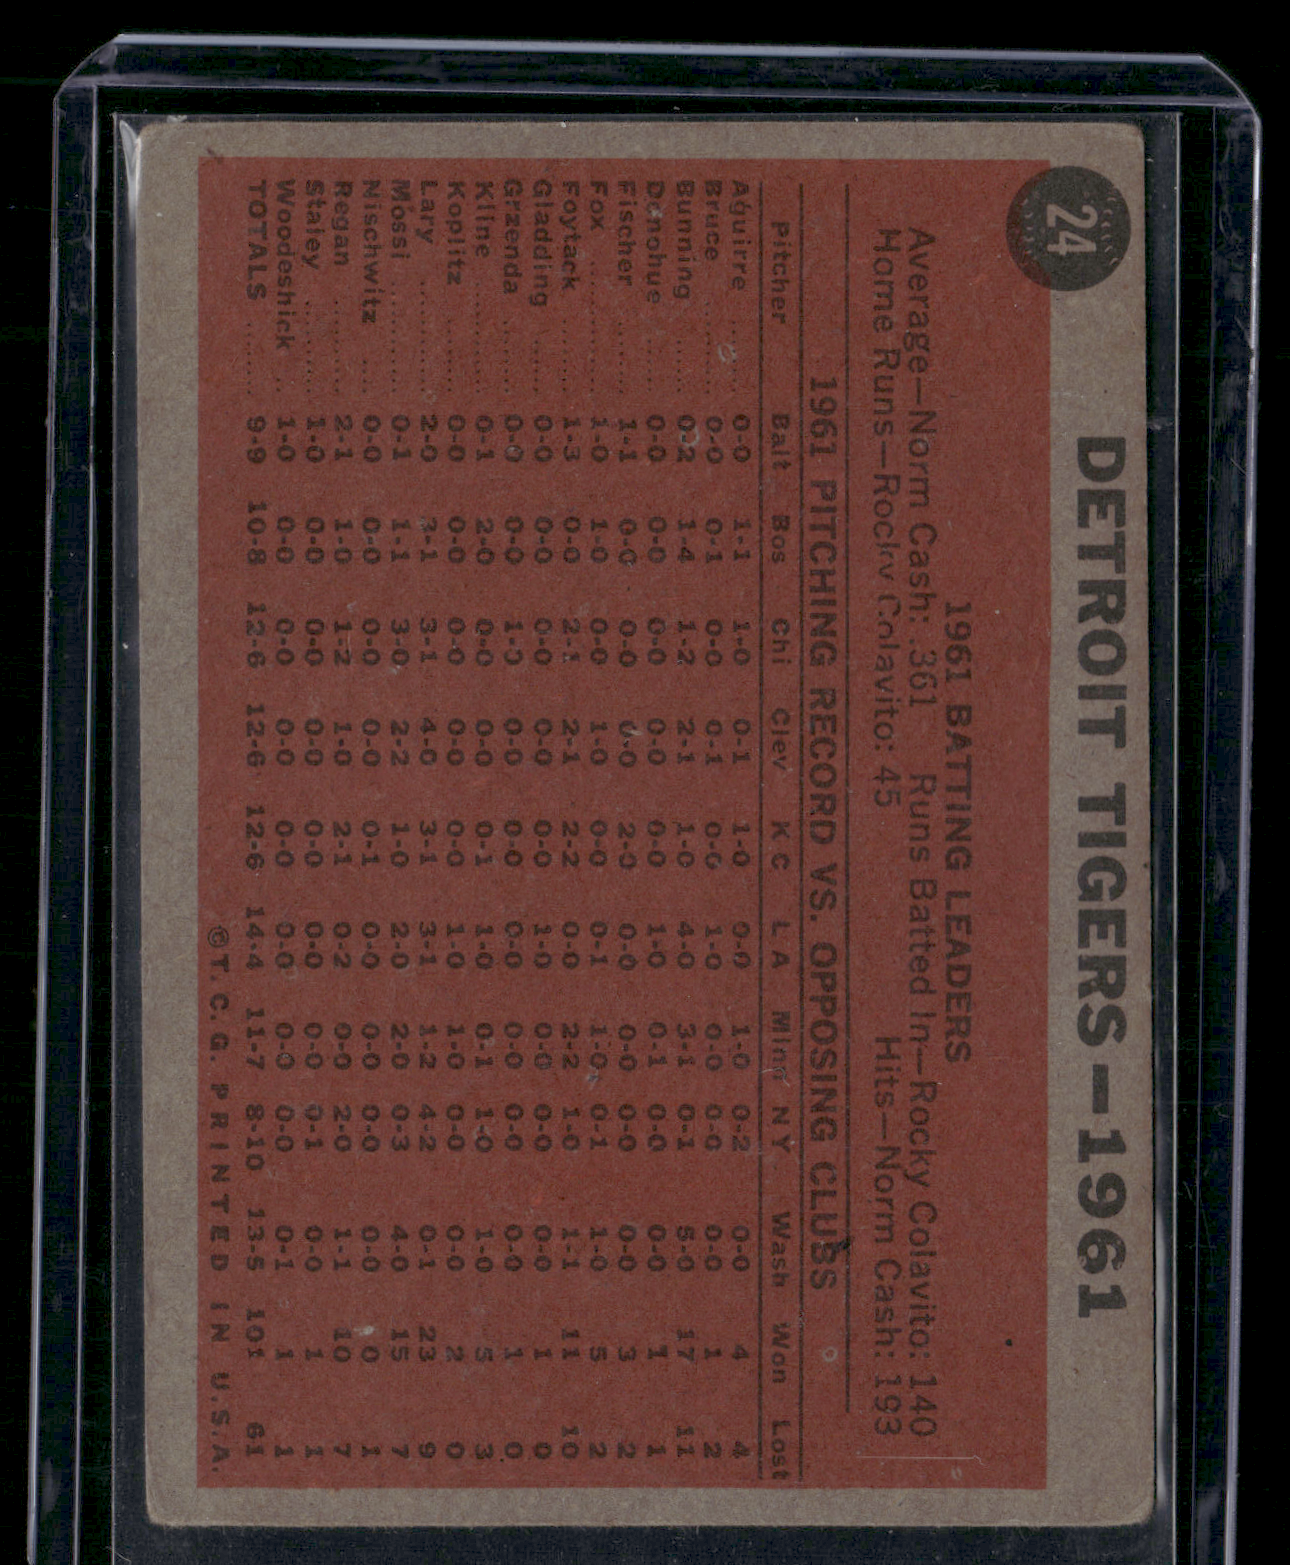 24
DETROIT TIGERS—1961
1961 BATTING LEADERS
Average—Norm Cash: .361 Runs Batted In—Rocky Colavito: 140
Home Runs—Rocky Colavito: 45 Hits—Norm Cash: 193
1961 PITCHING RECORD VS. OPPOSING CLUBS
Pitcher Balt Bos Chi Clev K C L A Minn N Y Wash Won Lost
Aguirre 0-0 1-1 1-0 0-1 1-0 0-0 1-0 0-2 0-0 4 4
Bruce 0-0 0-1 0-0 0-1 0-0 1-0 0-0 0-0 0-0 1 2
Bunning 0-2 1-4 1-2 2-1 1-0 4-0 3-1 0-1 5-0 17 11
Donohue 0-0 0-0 0-0 0-0 0-0 1-0 0-1 0-0 0-0 1 1
Fischer 1-1 0-0 0-0 0-0 2-0 0-0 0-0 0-0 0-0 3 2
Fox 1-0 1-0 0-0 1-0 0-0 0-1 1-0 0-1 1-0 5 2
Foytack 1-3 0-0 2-1 2-1 2-2 0-0 2-2 1-0 1-1 11 10
Gladding 0-0 0-0 0-0 0-0 0-0 1-0 0-0 0-0 0-0 1 0
Grzenda 0-0 0-0 1-0 0-0 0-0 0-0 0-0 0-0 0-0 1 0
Kline 0-1 2-0 0-0 0-0 0-1 1-0 0-1 1-0 1-0 5 3
Koplitz 0-0 0-0 0-0 0-0 0-0 1-0 1-0 0-0 0-0 2 0
Lary 2-0 3-1 3-1 4-0 3-1 3-1 1-2 4-2 0-1 23 9
Mossi 0-1 1-1 3-0 2-2 1-0 2-0 2-0 0-3 4-0 15 7
Nischwitz 0-0 0-0 0-0 0-0 0-1 0-0 0-0 0-0 0-0 0 1
Regan 2-1 1-0 1-2 1-0 2-1 0-2 0-0 2-0 1-1 10 7
Staley 1-0 0-0 0-0 0-0 0-0 0-0 0-0 0-1 0-0 1 1
Woodeshick 1-0 0-0 0-0 0-0 0-0 0-0 0-0 0-0 0-1 1 1
TOTALS 9-9 10-8 12-6 12-6 12-6 14-4 11-7 8-10 13-5 101 61
©T.C.G. PRINTED IN U.S.A.